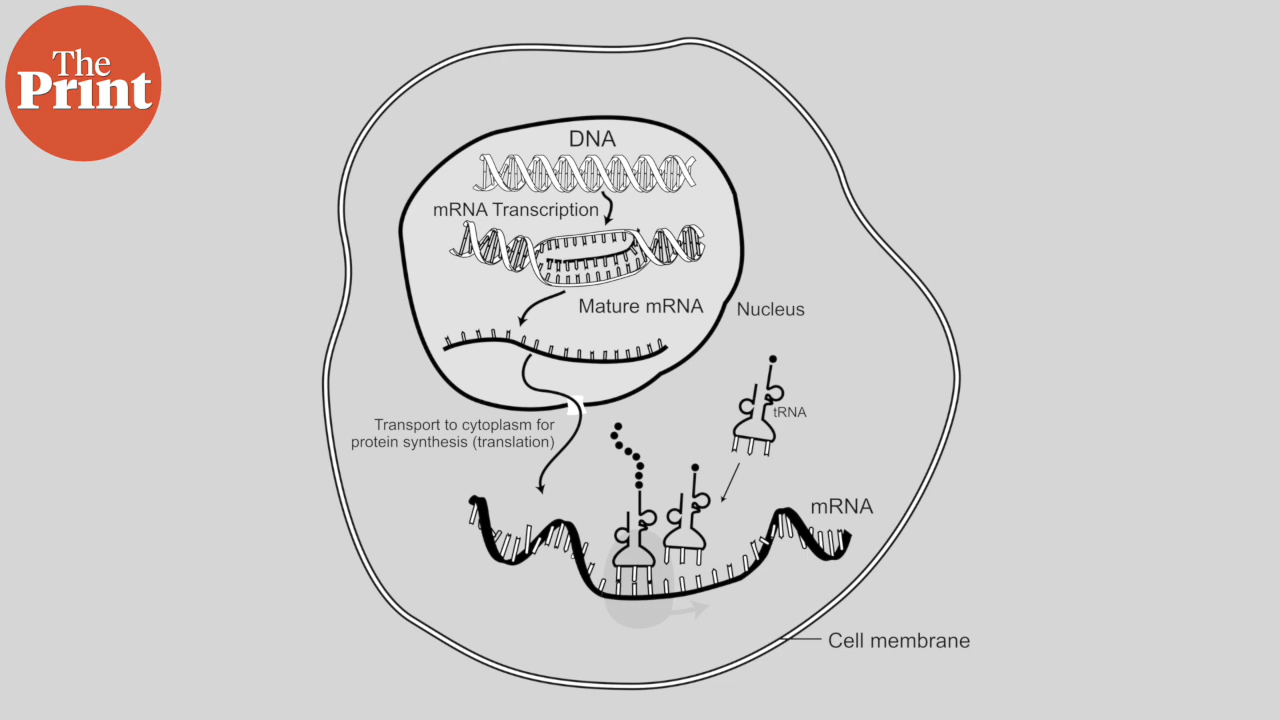 The
Print
DNA
mRNA Transcription
Mature mRNA
Nucleus
Transport to cytoplasm for
protein synthesis (translation)
tRNA
mRNA
Cell membrane